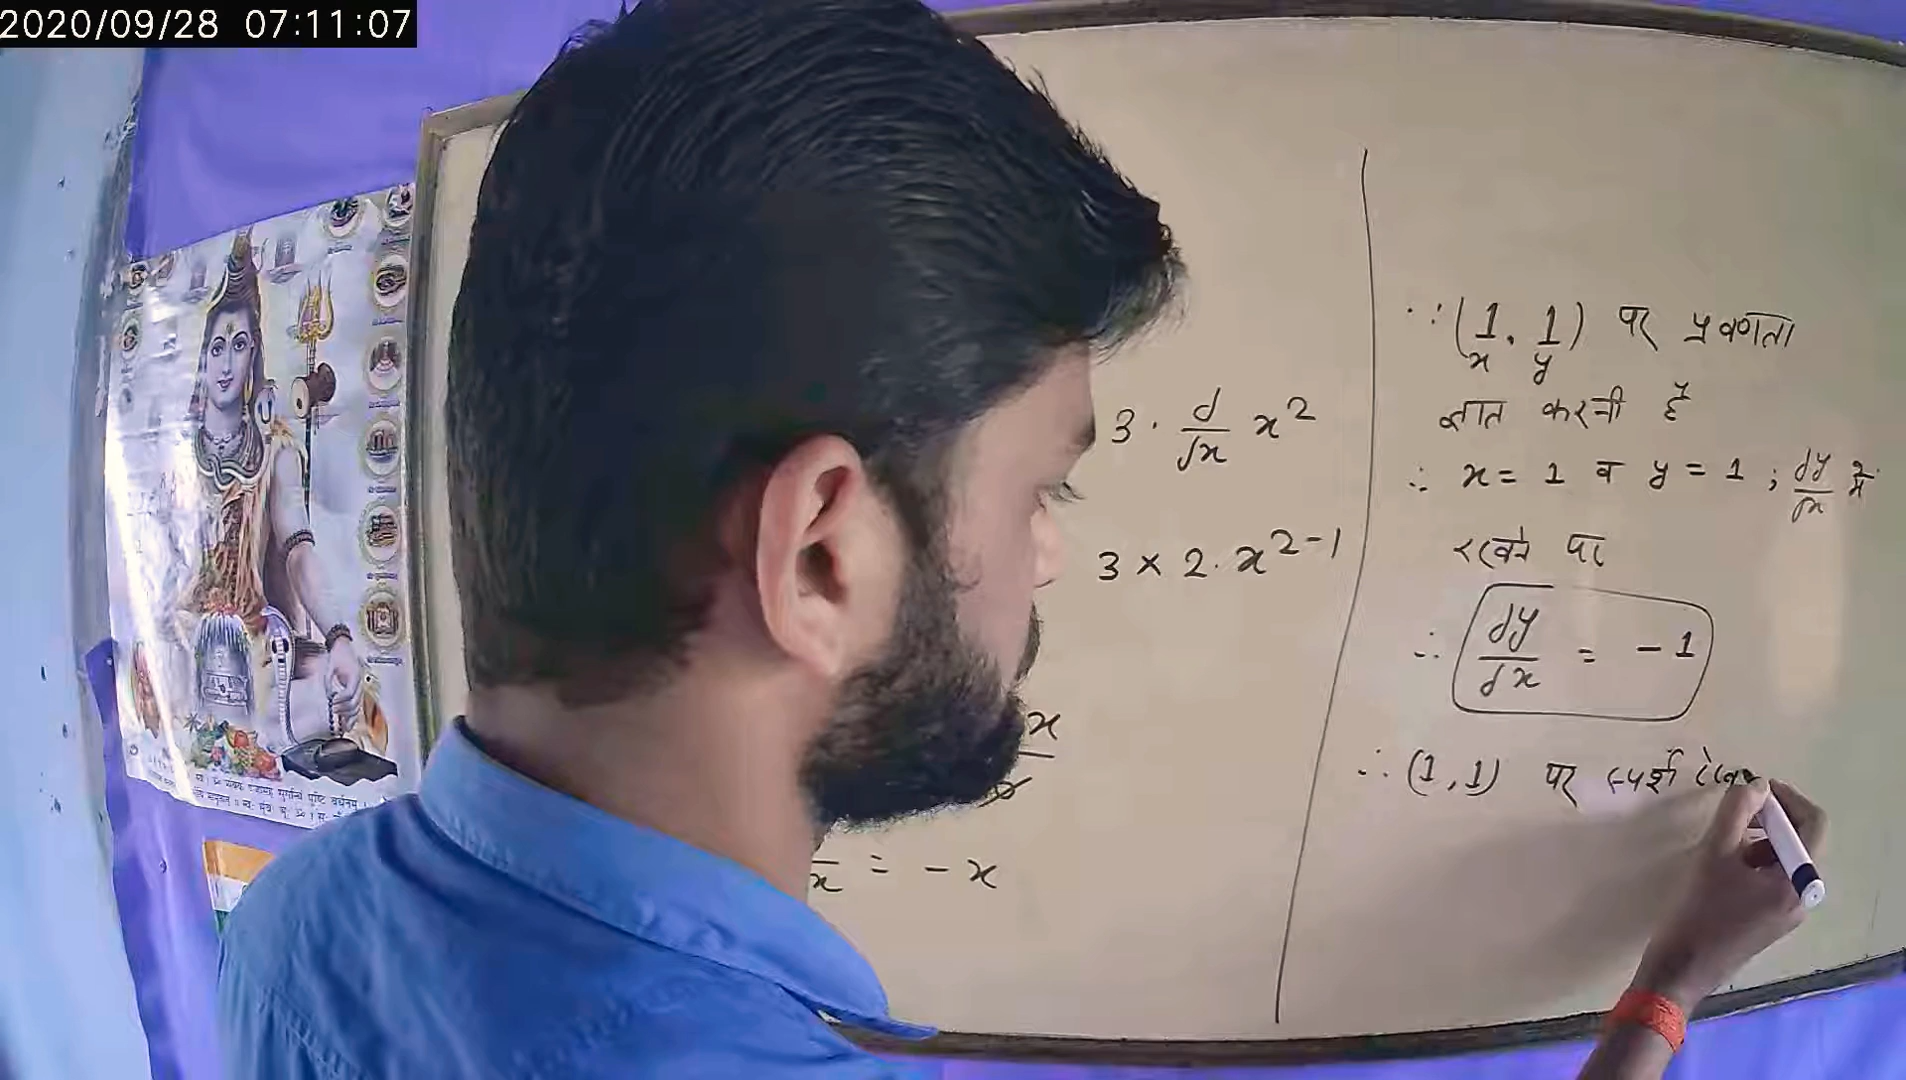 2020/09/28 07:11:07
3 · d/dx x²
3 × 2 · x²⁻¹
x
x = - x
∵ (1, 1) पर प्रवणता
x y
ज्ञात करनी है
∴ x = 1 व y = 1 ; dy/dx में
रखने पर
∴ dy/dx = -1
∴ (1, 1) पर स्पर्श रेखा